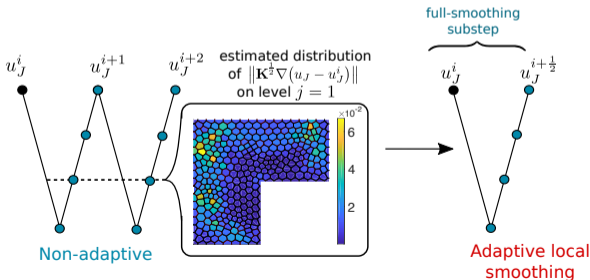 full-smoothing
substep
u_J^i
u_J^{i+1}
u_J^{i+2}
estimated distribution
of ‖K^{1/2}∇(u_J − u_J^i)‖
on level j = 1
u_J^i
u_J^{i+1/2}
×10^{-2}
6
4
2
Non-adaptive
Adaptive local
smoothing